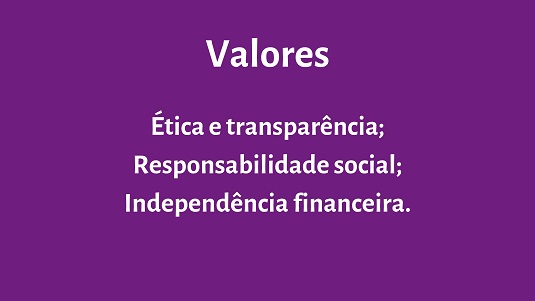 Valores
Ética e transparência;
Responsabilidade social;
Independência financeira.